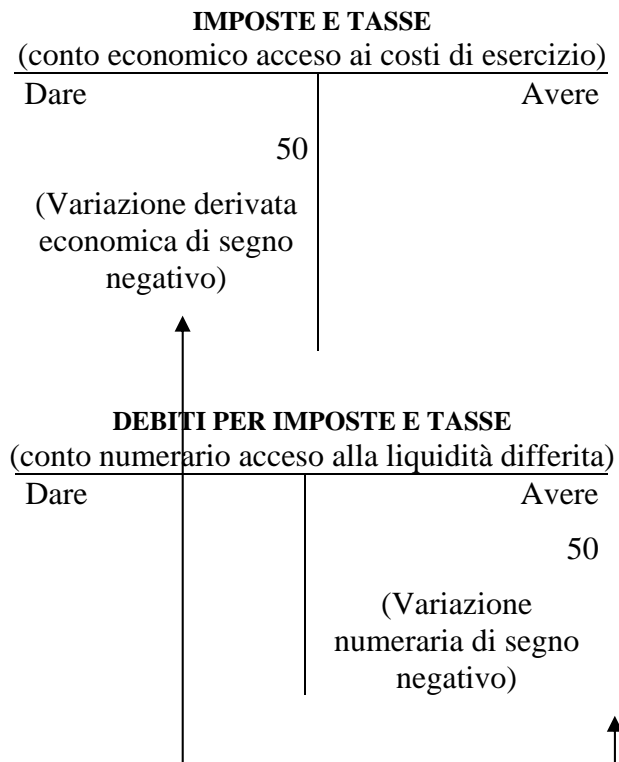 IMPOSTE E TASSE
(conto economico acceso ai costi di esercizio)
Dare Avere
50
(Variazione derivata
economica di segno
negativo)
DEBITI PER IMPOSTE E TASSE
(conto numerario acceso alla liquidità differita)
Dare Avere
50
(Variazione
numeraria di segno
negativo)